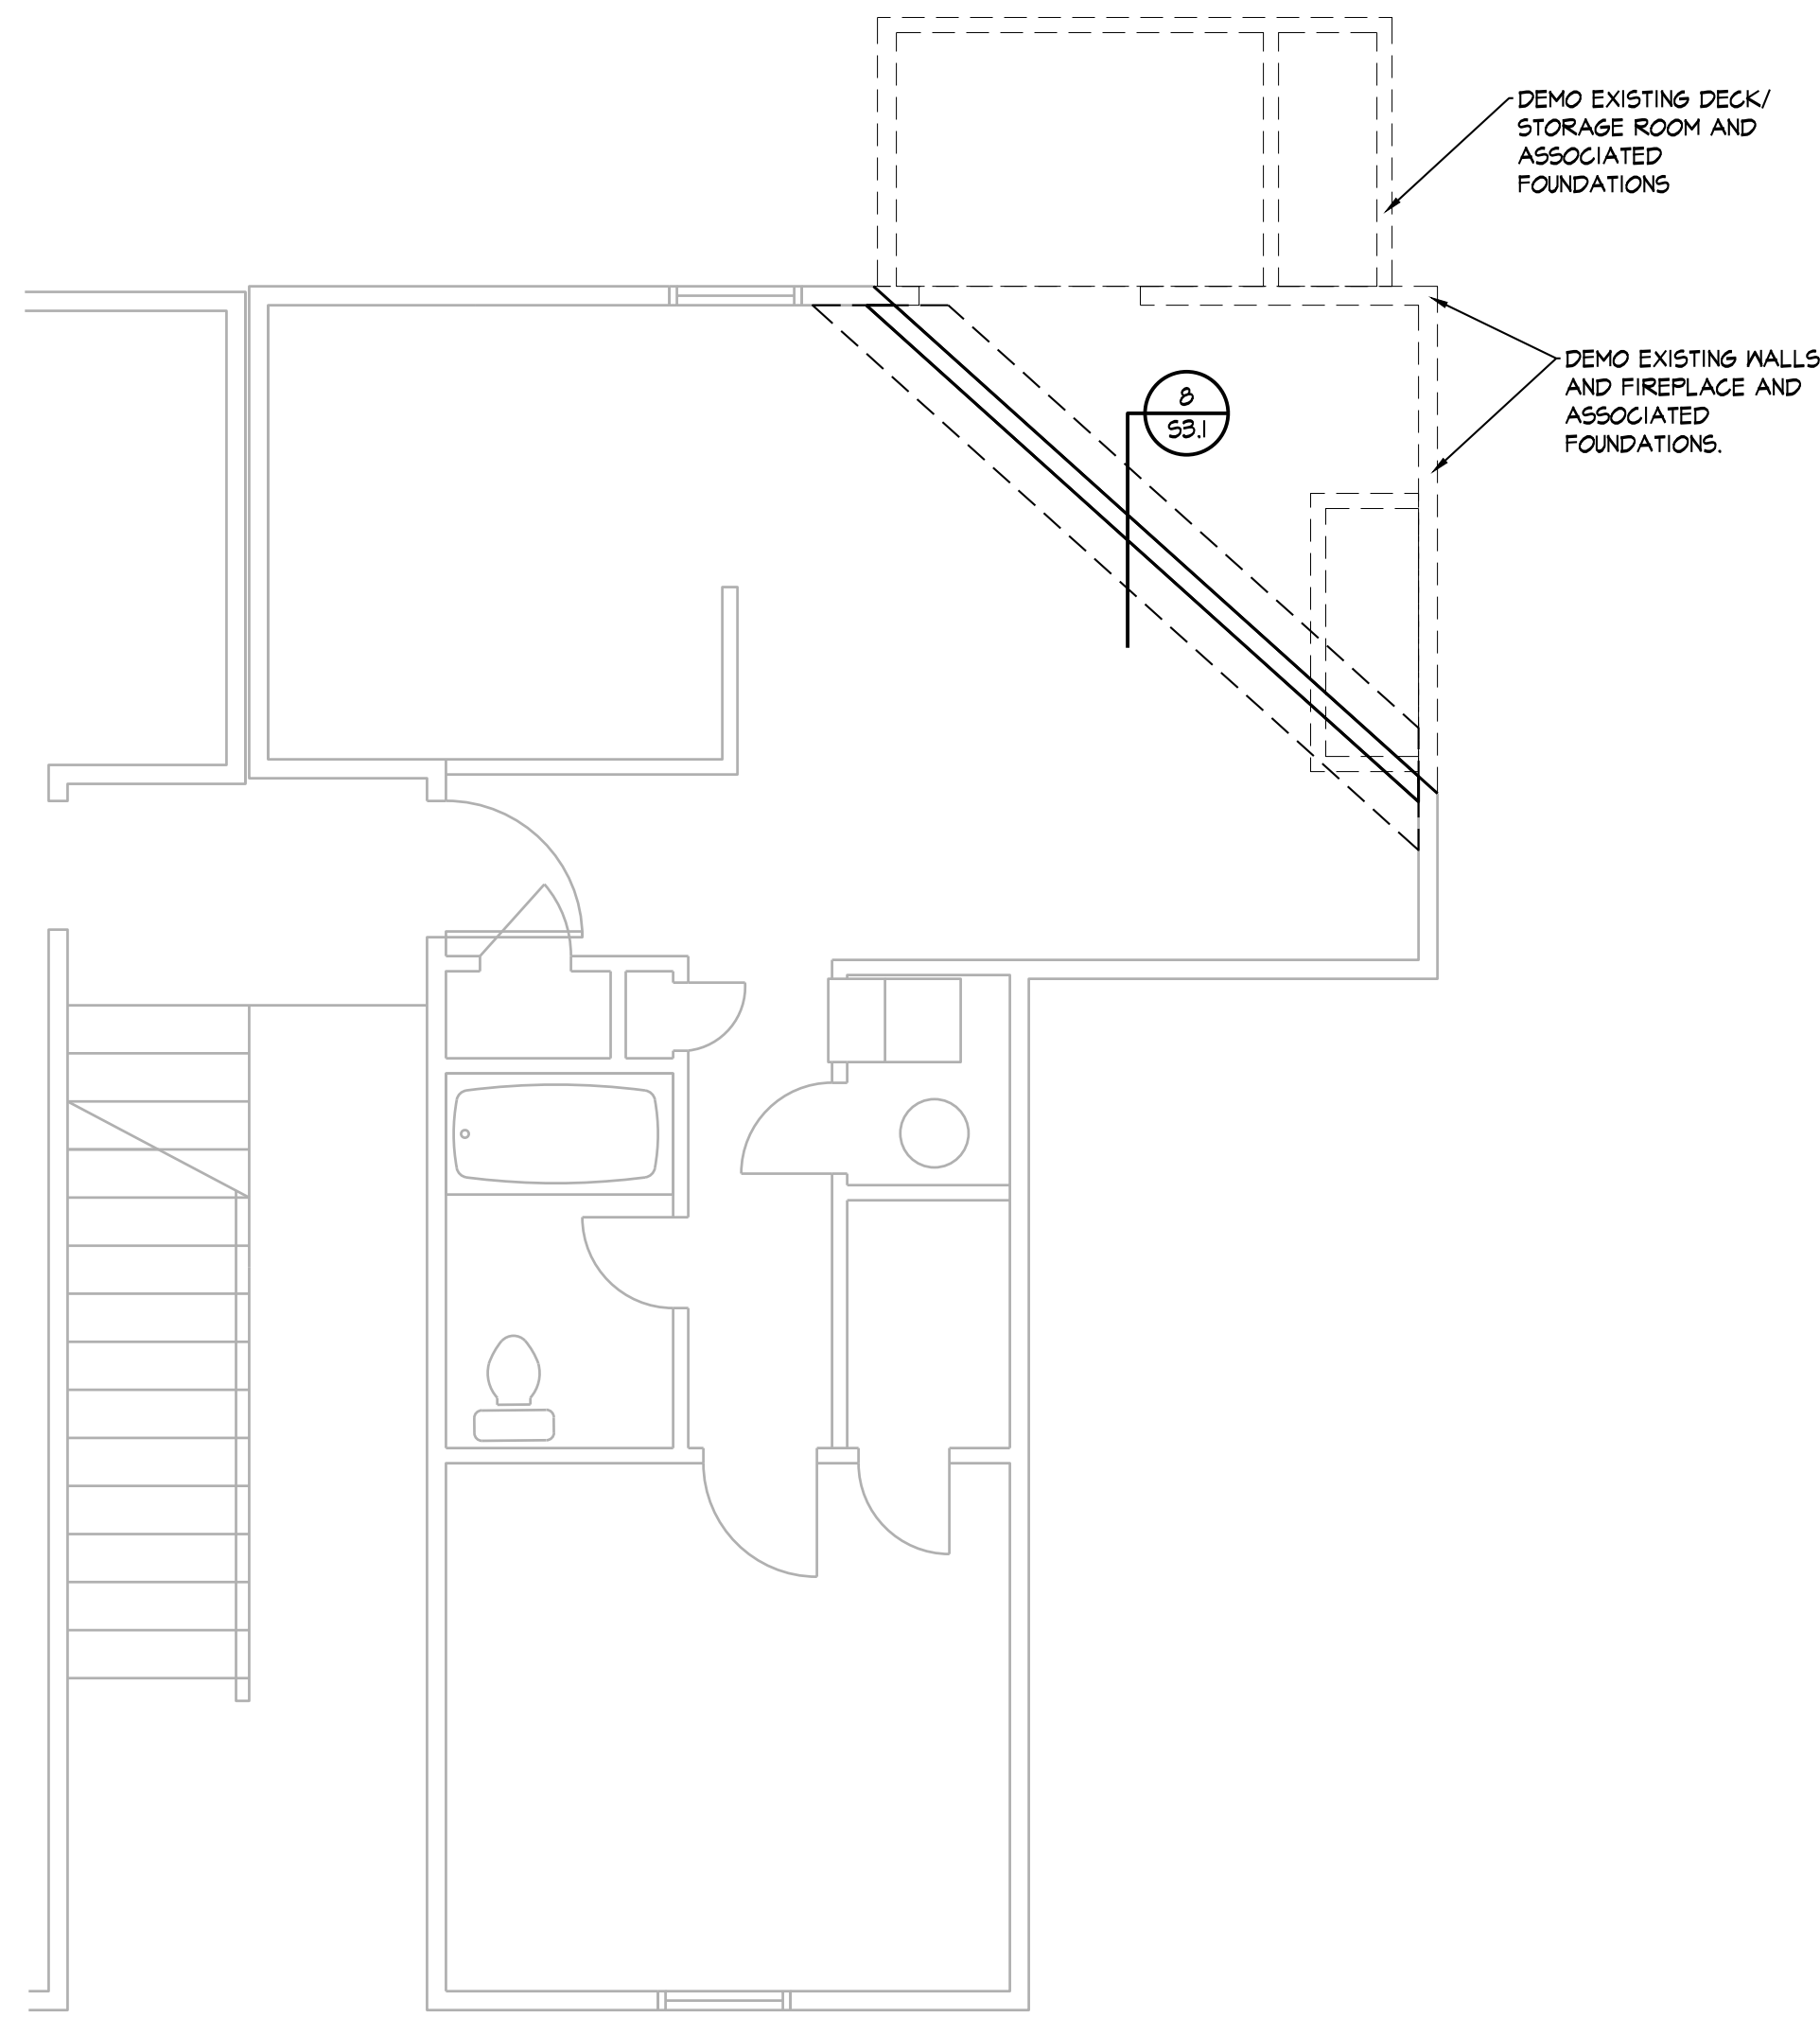 DEMO EXISTING DECK/
STORAGE ROOM AND
ASSOCIATED
FOUNDATIONS
DEMO EXISTING WALLS
AND FIREPLACE AND
ASSOCIATED
FOUNDATIONS.
8
S3.1